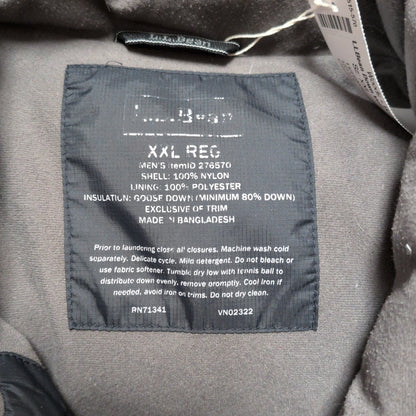 L.L.Bean
L.L.Bean
XXL REG
MEN'S ItemID 276570
SHELL: 100% NYLON
LINING: 100% POLYESTER
INSULATION: GOOSE DOWN (MINIMUM 80% DOWN)
EXCLUSIVE OF TRIM
MADE IN BANGLADESH
Prior to laundering close all closures. Machine wash cold
separately. Delicate cycle. Mild detergent. Do not bleach or
use fabric softener. Tumble dry low with tennis ball to
distribute down evenly, remove promptly. Cool iron if
needed, avoid iron on trims. Do not dry clean.
RN71341 VN02322